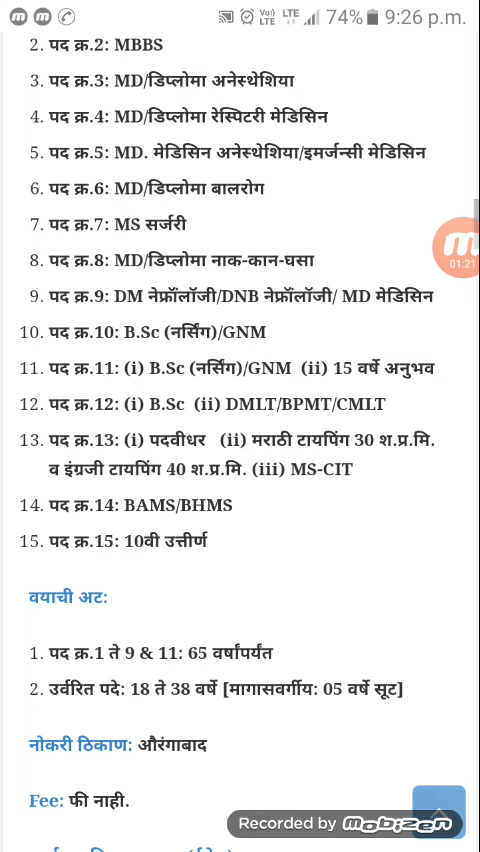 Vo)) LTE LTE 74% 9:26 p.m.
2. पद क्र.2: MBBS
3. पद क्र.3: MD/डिप्लोमा अनेस्थेशिया
4. पद क्र.4: MD/डिप्लोमा रेस्पिटरी मेडिसिन
5. पद क्र.5: MD. मेडिसिन अनेस्थेशिया/इमर्जन्सी मेडिसिन
6. पद क्र.6: MD/डिप्लोमा बालरोग
7. पद क्र.7: MS सर्जरी
8. पद क्र.8: MD/डिप्लोमा नाक-कान-घसा
01:21
9. पद क्र.9: DM नेफ्रॉलॉजी/DNB नेफ्रॉलॉजी/ MD मेडिसिन
10. पद क्र.10: B.Sc (नर्सिंग)/GNM
11. पद क्र.11: (i) B.Sc (नर्सिंग)/GNM (ii) 15 वर्षे अनुभव
12. पद क्र.12: (i) B.Sc (ii) DMLT/BPMT/CMLT
13. पद क्र.13: (i) पदवीधर (ii) मराठी टायपिंग 30 श.प्र.मि.
व इंग्रजी टायपिंग 40 श.प्र.मि. (iii) MS-CIT
14. पद क्र.14: BAMS/BHMS
15. पद क्र.15: 10वी उत्तीर्ण
वयाची अट:
1. पद क्र.1 ते 9 & 11: 65 वर्षांपर्यंत
2. उर्वरित पदे: 18 ते 38 वर्षे [मागासवर्गीय: 05 वर्षे सूट]
नोकरी ठिकाण: औरंगाबाद
Fee: फी नाही.
Recorded by Mobizen